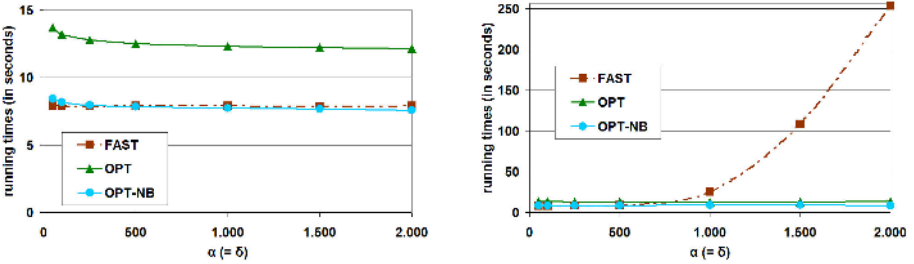 running times (in seconds)
15
10
5
0
FAST
OPT
OPT-NB
0 500 1.000 1.500 2.000
α (= δ)
running times (in seconds)
250
200
150
100
50
0
FAST
OPT
OPT-NB
0 500 1.000 1.500 2.000
α (= δ)